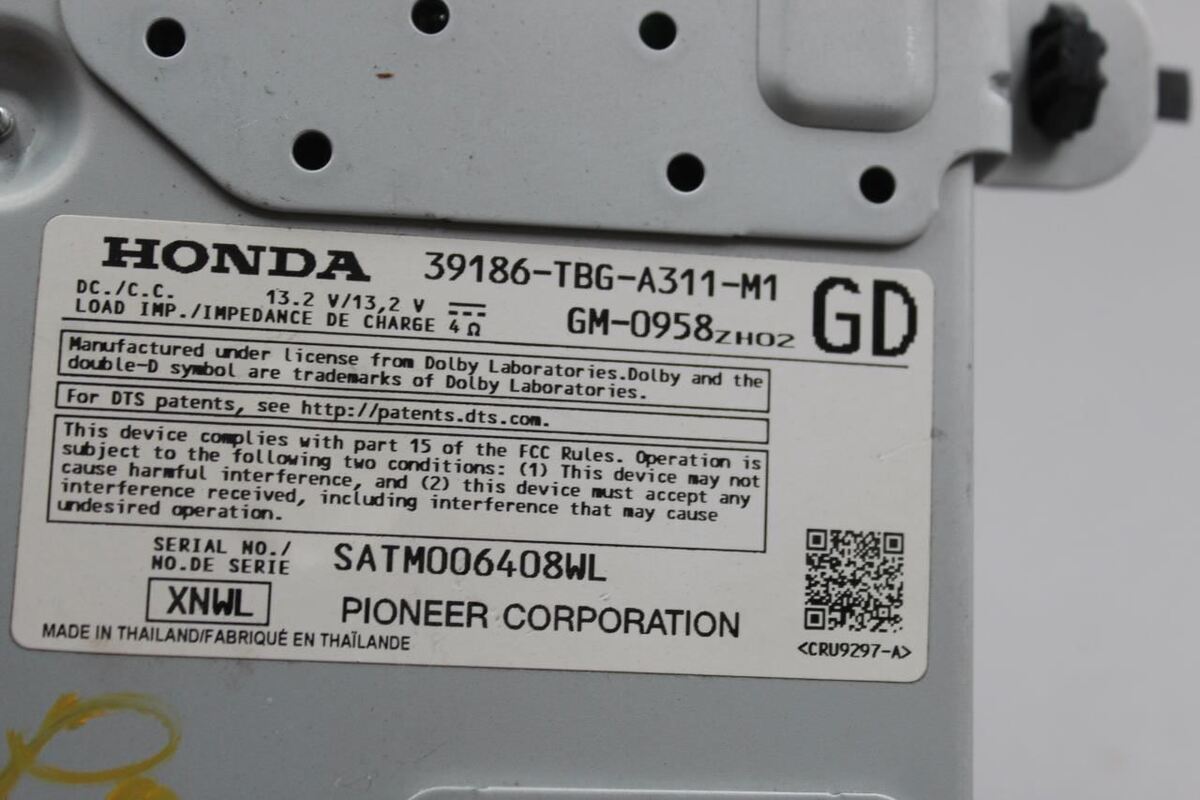 HONDA 39186-TBG-A311-M1 GD
DC./C.C. 13.2 V/13,2 V
LOAD IMP./IMPEDANCE DE CHARGE 4 Ω
GM-0958ZH02
Manufactured under license from Dolby Laboratories.Dolby and the
double-D symbol are trademarks of Dolby Laboratories.
For DTS patents, see http://patents.dts.com.
This device complies with part 15 of the FCC Rules. Operation is
subject to the following two conditions: (1) This device may not
cause harmful interference, and (2) this device must accept any
interference received, including interference that may cause
undesired operation.
SERIAL NO./
NO.DE SERIE
SATM006408WL
XNWL
PIONEER CORPORATION
MADE IN THAILAND/FABRIQUÉ EN THAÏLANDE
<CRU9297-A>